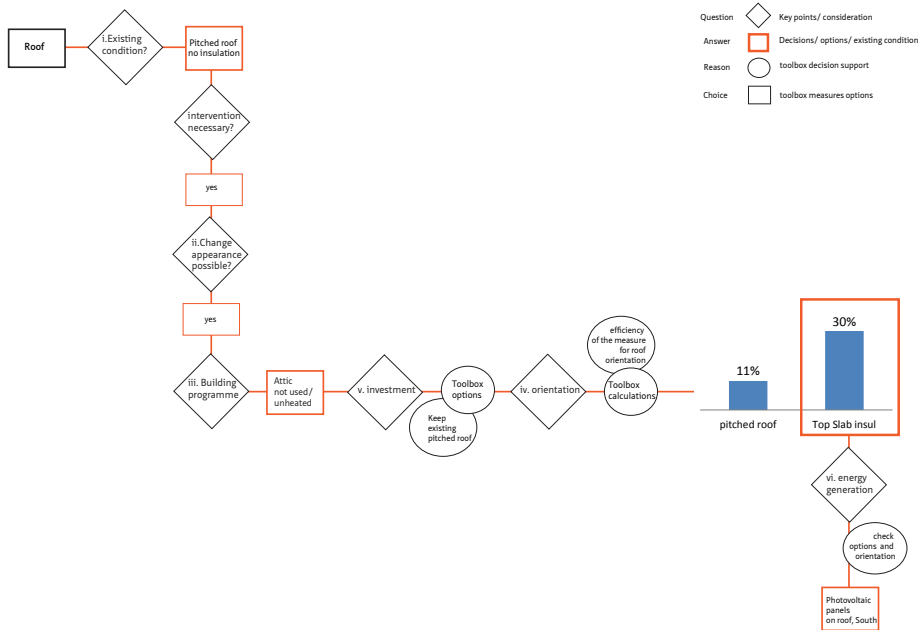 Roof
i.Existing
condition?
Pitched roof
no insulation
Question
Key points/ consideration
Answer
Decisions/ options/ existing condition
Reason
toolbox decision support
Choice
toolbox measures options
intervention
necessary?
yes
ii.Change
appearance
possible?
yes
iii. Building
programme
Attic
not used/
unheated
v. investment
Toolbox
options
Keep
existing
pitched roof
iv. orientation
efficiency
of the measure
for roof
orientation
Toolbox
calculations
11%
30%
pitched roof
Top Slab insul
vi. energy
generation
check
options and
orientation
Photovoltaic
panels
on roof, South